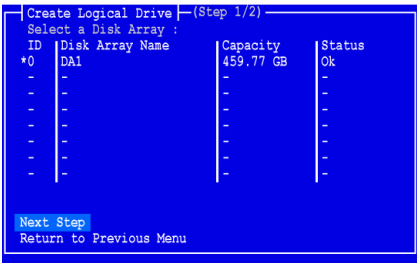 Create Logical Drive (Step 1/2)
Select a Disk Array :
ID Disk Array Name Capacity Status
*0 DA1 459.77 GB Ok
- - - -
- - - -
- - - -
- - - -
- - - -
- - - -
- - - -
Next Step
Return to Previous Menu